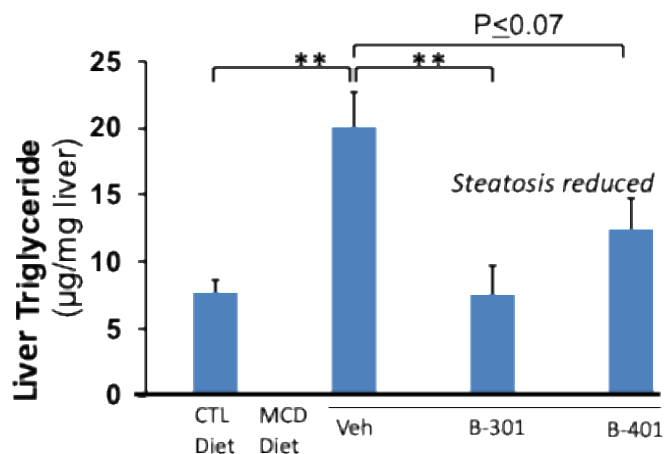 P≤0.07
** **
25
20
15
10
5
0
Liver Triglyceride
(µg/mg liver)
Steatosis reduced
CTL
Diet
MCD
Diet
Veh
B-301
B-401